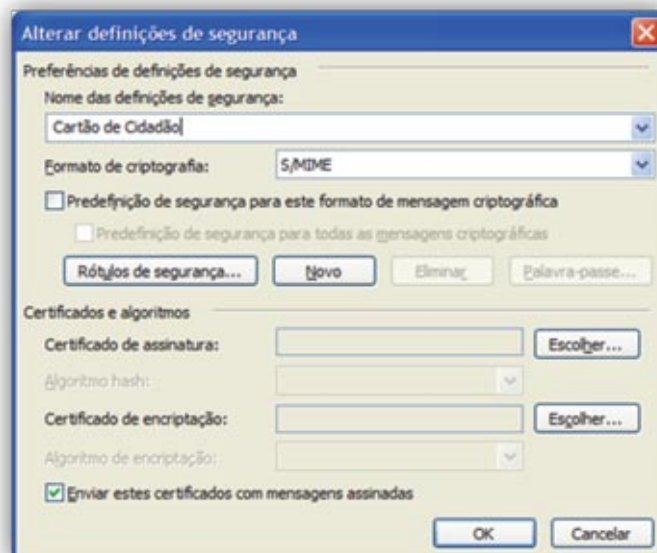 Alterar definições de segurança
Preferências de definições de segurança
Nome das definições de segurança:
Cartão de Cidadão
Formato de criptografia: S/MIME
Predefinição de segurança para este formato de mensagem criptográfica
Predefinição de segurança para todas as mensagens criptográficas
Rótulos de segurança... Novo Eliminar Palavra-passe...
Certificados e algoritmos
Certificado de assinatura: Escolher...
Algoritmo hash:
Certificado de encriptação: Escolher...
Algoritmo de encriptação:
Enviar estes certificados com mensagens assinadas
OK Cancelar